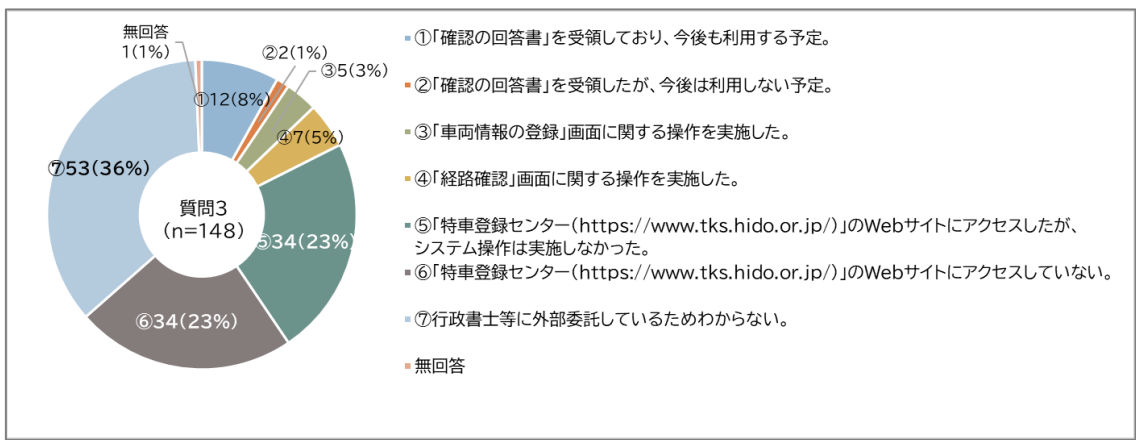 無回答
1(1%)
②2(1%)
③5(3%)
①12(8%)
④7(5%)
⑦53(36%)
質問3
(n=148)
⑤34(23%)
⑥34(23%)
①「確認の回答書」を受領しており、今後も利用する予定。
②「確認の回答書」を受領したが、今後は利用しない予定。
③「車両情報の登録」画面に関する操作を実施した。
④「経路確認」画面に関する操作を実施した。
⑤「特車登録センター(https://www.tks.hido.or.jp/)」のWebサイトにアクセスしたが、
システム操作は実施しなかった。
⑥「特車登録センター(https://www.tks.hido.or.jp/)」のWebサイトにアクセスしていない。
⑦行政書士等に外部委託しているためわからない。
無回答